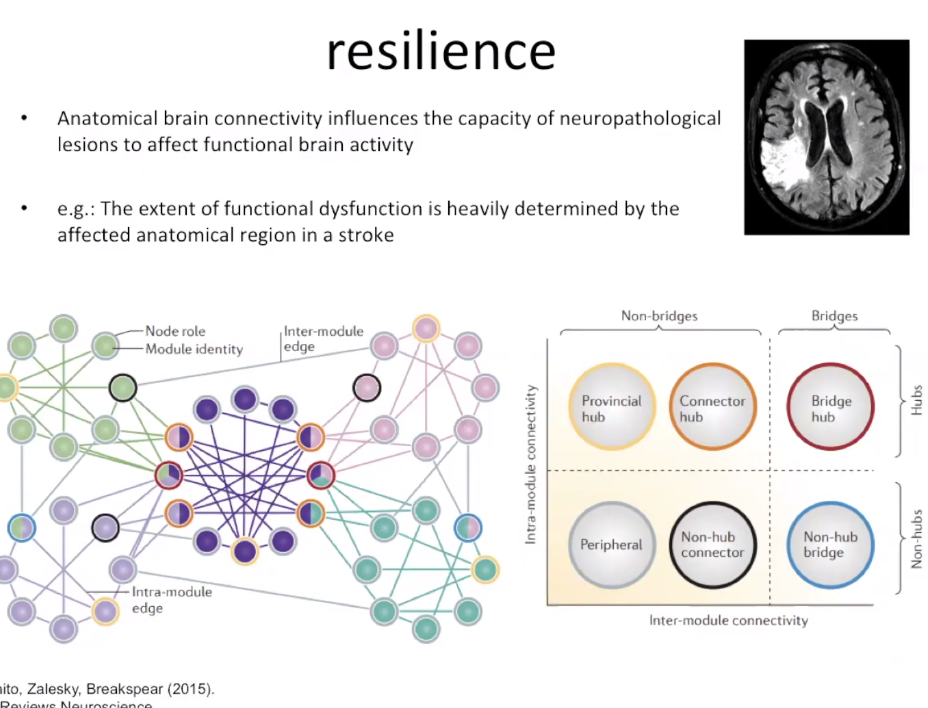 resilience
• Anatomical brain connectivity influences the capacity of neuropathological
lesions to affect functional brain activity
• e.g.: The extent of functional dysfunction is heavily determined by the
affected anatomical region in a stroke
Node role
Module identity
Inter-module
edge
Intra-module
edge
Non-bridges
Bridges
Intra-module connectivity
Provincial
hub
Connector
hub
Bridge
hub
Hubs
Peripheral
Non-hub
connector
Non-hub
bridge
Non-hubs
Inter-module connectivity
Zalesky, Breakspear (2015).
Reviews Neuroscience